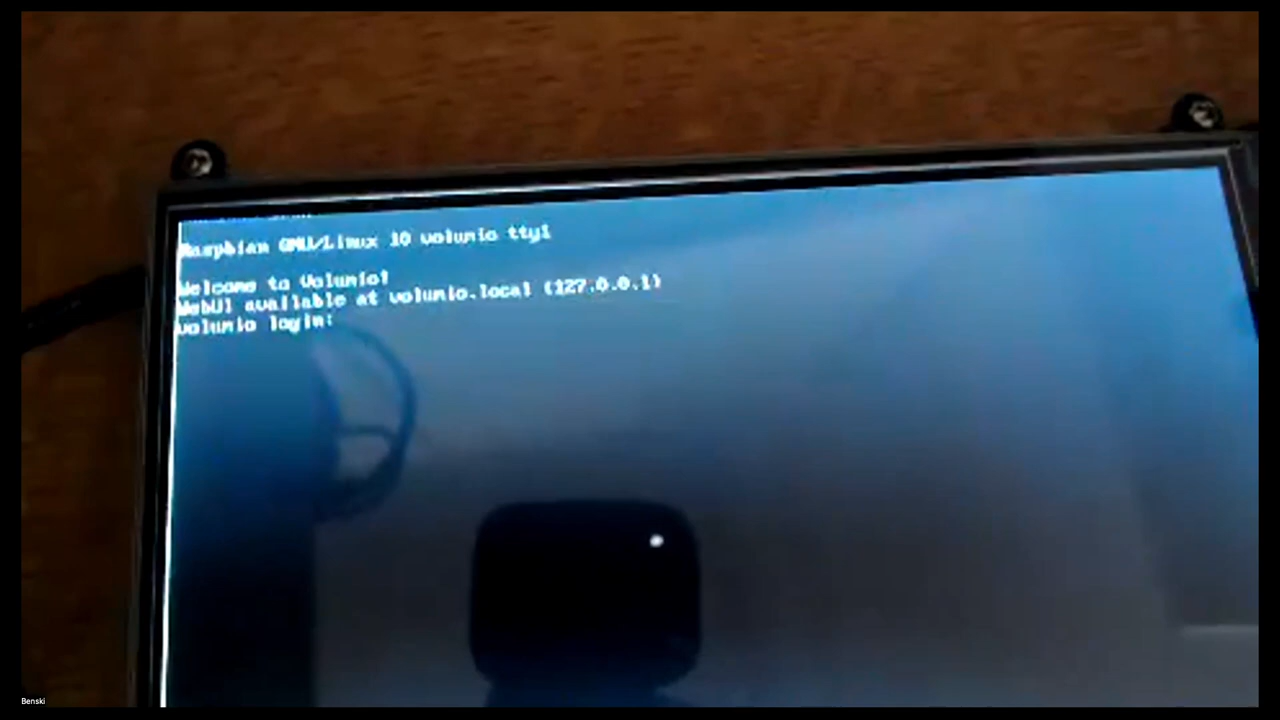 Raspbian GNU/Linux 10 volumio tty1
Welcome to Volumio!
WebUI available at volumio.local (127.0.0.1)
volumio login:
Benski